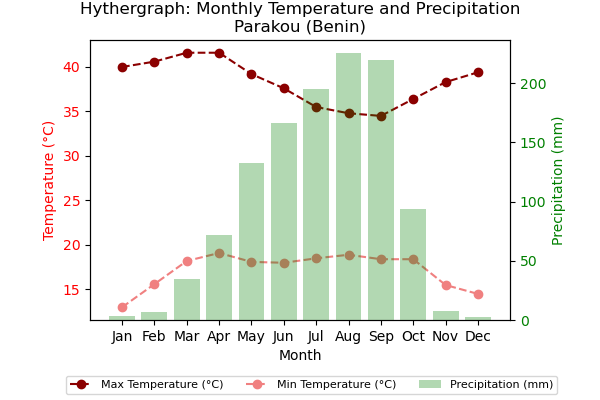 Hythergraph: Monthly Temperature and Precipitation
Parakou (Benin)
Temperature (°C)
40
35
30
25
20
15
Precipitation (mm)
200
150
100
50
0
Jan Feb Mar Apr May Jun Jul Aug Sep Oct Nov Dec
Month
Max Temperature (°C) Min Temperature (°C) Precipitation (mm)